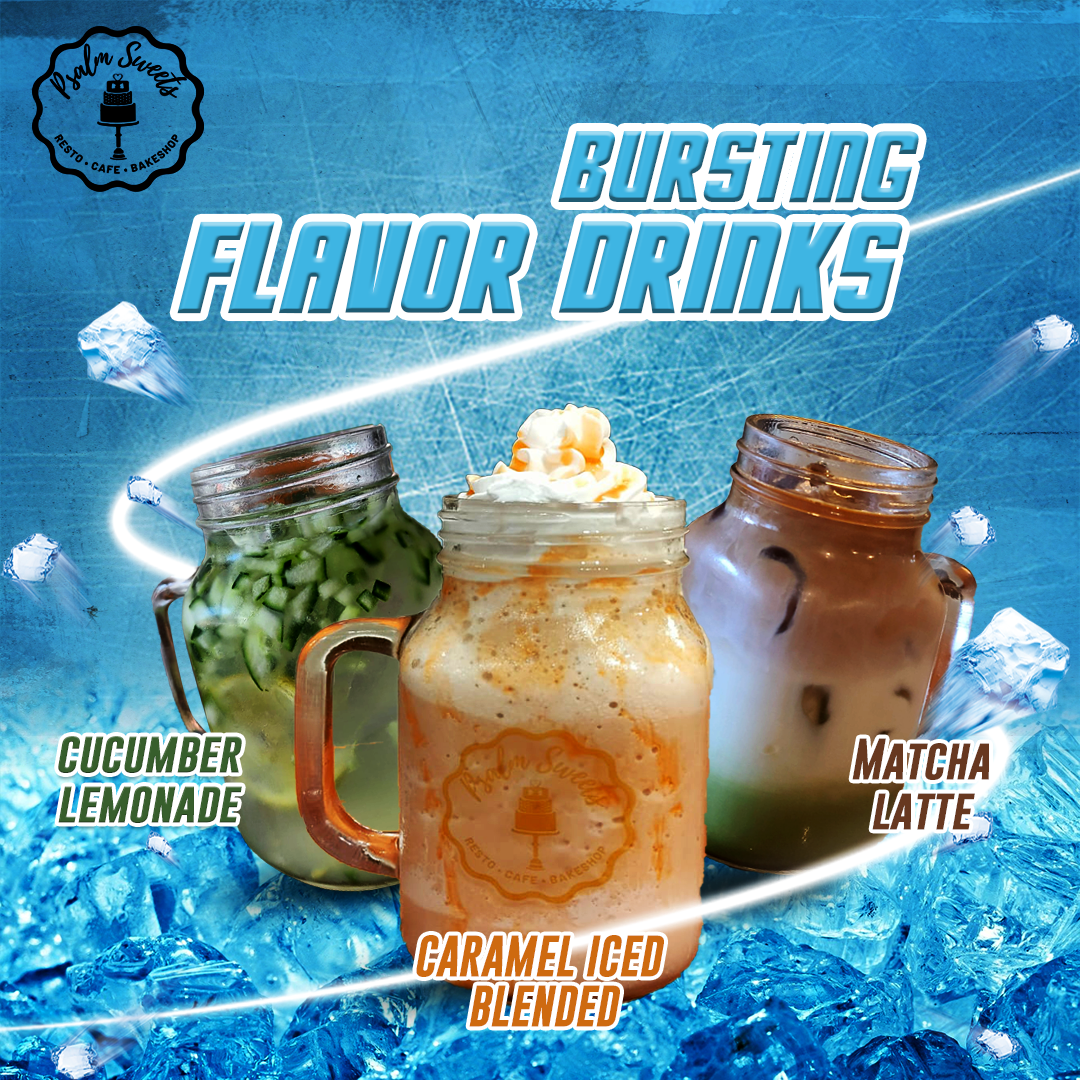 Psalm Sweets
RESTO • CAFE • BAKESHOP
BURSTING
FLAVOR DRINKS
CUCUMBER
LEMONADE
MATCHA
LATTE
Psalm Sweets
RESTO • CAFE • BAKESHOP
CARAMEL ICED
BLENDED